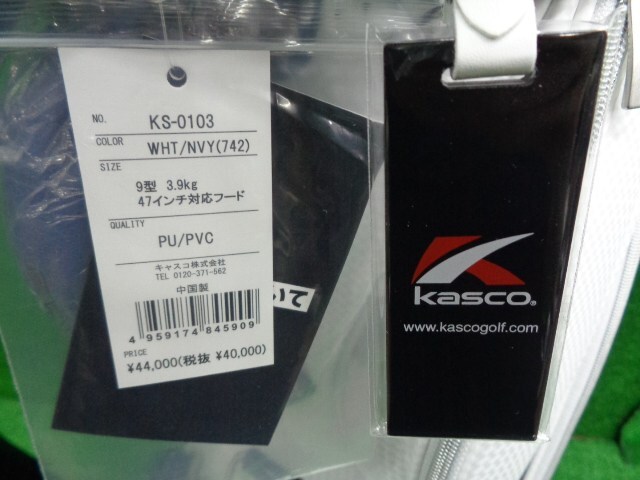 NO. KS-0103
COLOR WHT/NVY(742)
SIZE
9型 3.9kg
47インチ対応フード
QUALITY
PU/PVC
キャスコ株式会社
TEL 0120-371-562
中国製
4 959174 845909
PRICE
¥44,000(税抜 ¥40,000)
いて
kasco®
www.kascogolf.com